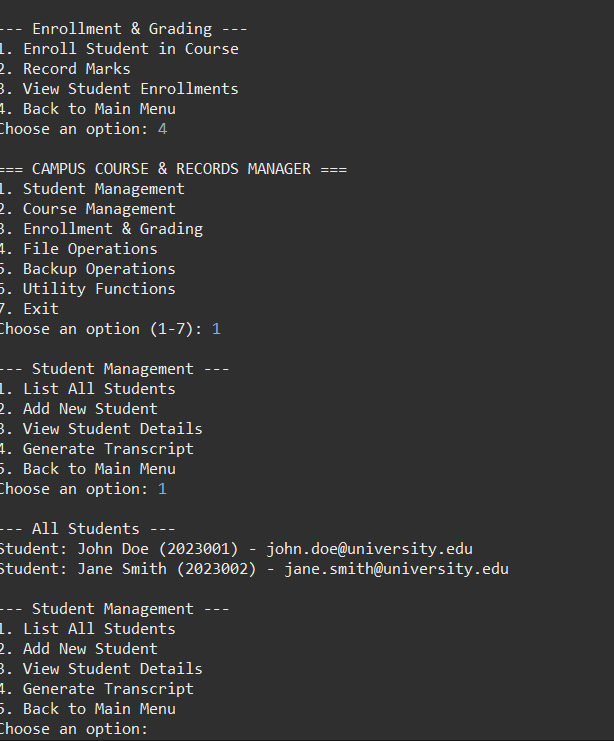 --- Enrollment & Grading ---
1. Enroll Student in Course
2. Record Marks
3. View Student Enrollments
4. Back to Main Menu
Choose an option: 4
=== CAMPUS COURSE & RECORDS MANAGER ===
1. Student Management
2. Course Management
3. Enrollment & Grading
4. File Operations
5. Backup Operations
6. Utility Functions
7. Exit
Choose an option (1-7): 1
--- Student Management ---
1. List All Students
2. Add New Student
3. View Student Details
4. Generate Transcript
5. Back to Main Menu
Choose an option: 1
--- All Students ---
Student: John Doe (2023001) - john.doe@university.edu
Student: Jane Smith (2023002) - jane.smith@university.edu
--- Student Management ---
1. List All Students
2. Add New Student
3. View Student Details
4. Generate Transcript
5. Back to Main Menu
Choose an option: